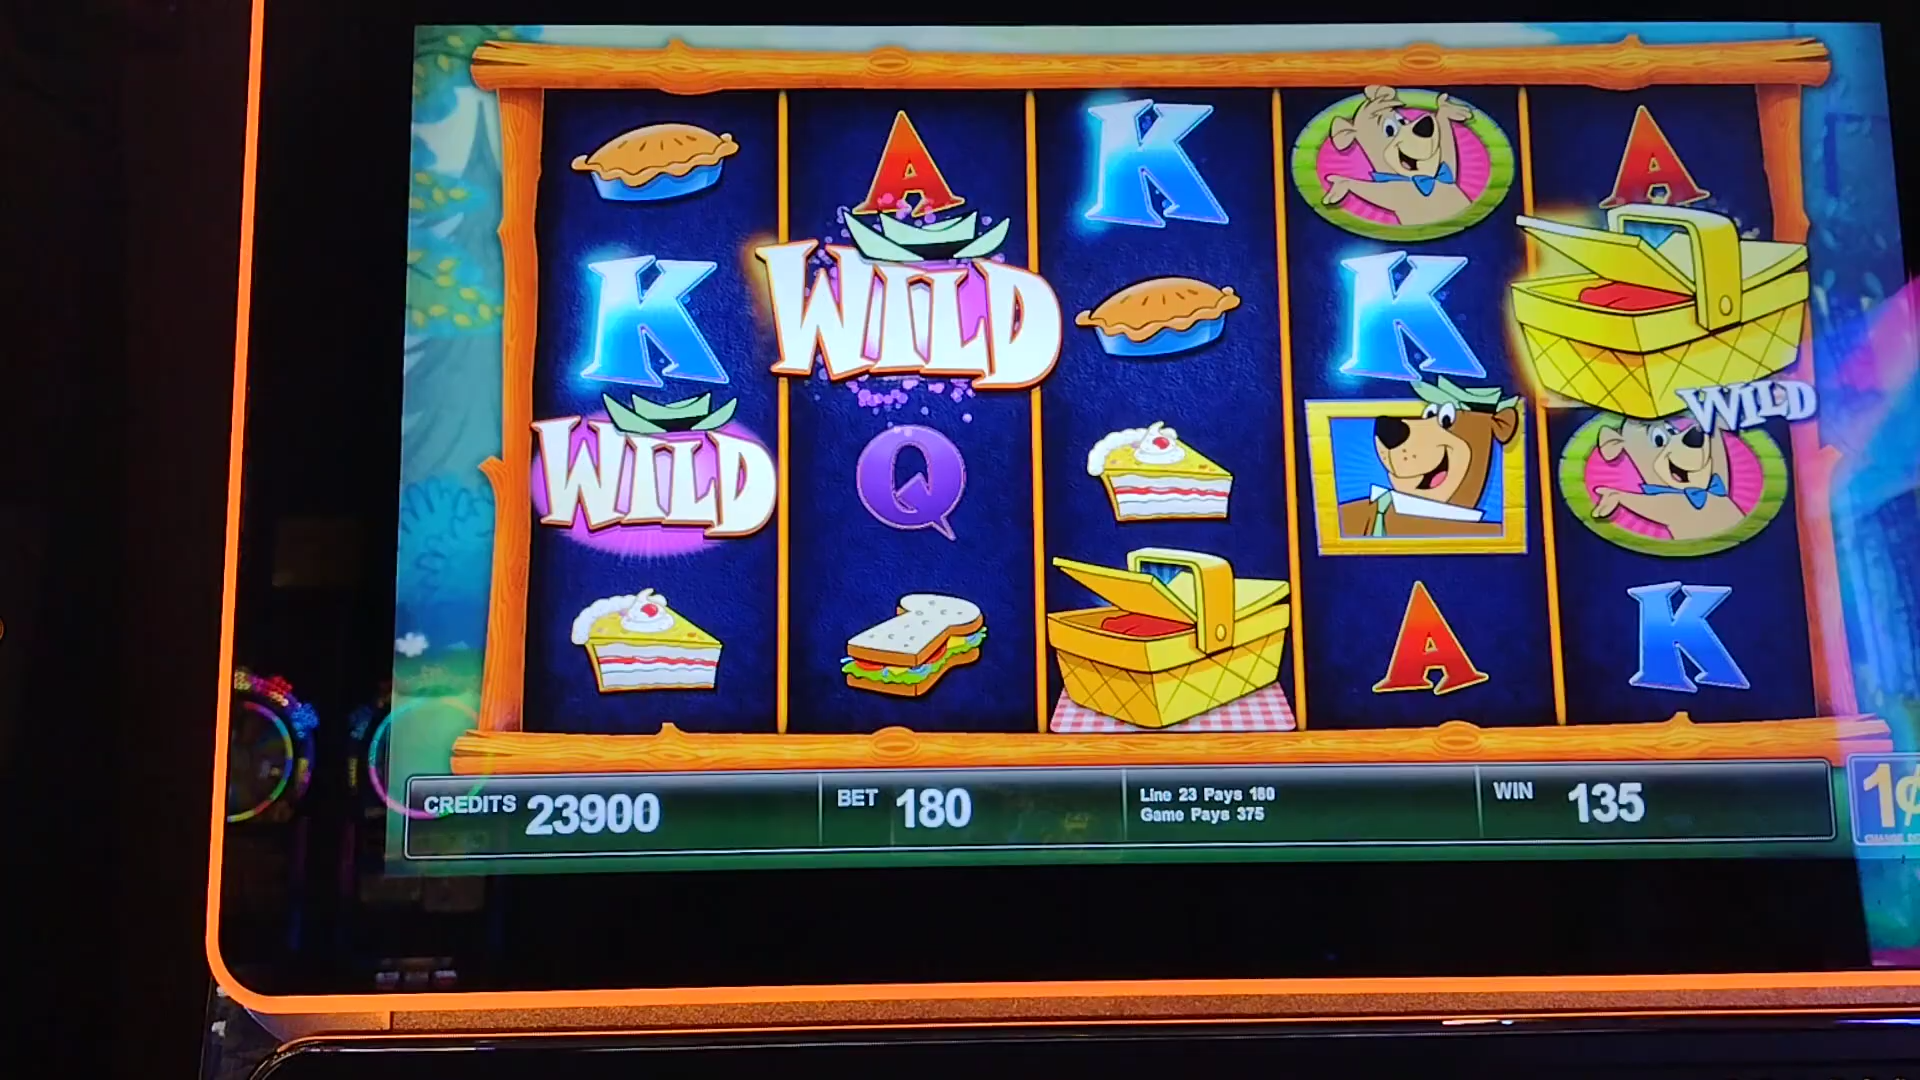 A
K
A
K
WILD
K
WILD
WILD
Q
A
K
CREDITS 23900
BET 180
Line 23 Pays 180
Game Pays 375
WIN 135
1¢